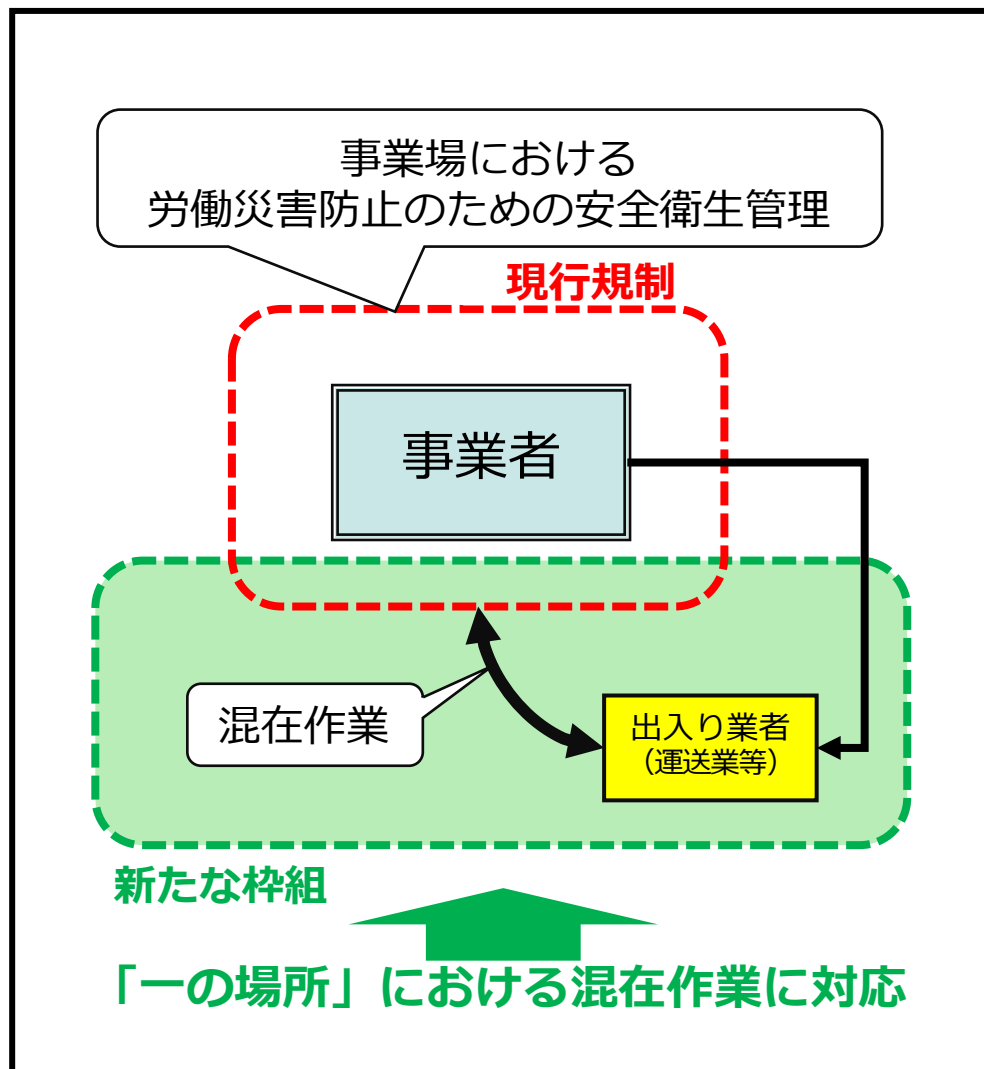 事業場における
労働災害防止のための安全衛生管理
現行規制
事業者
混在作業
出入り業者
（運送業等）
新たな枠組
「一の場所」における混在作業に対応